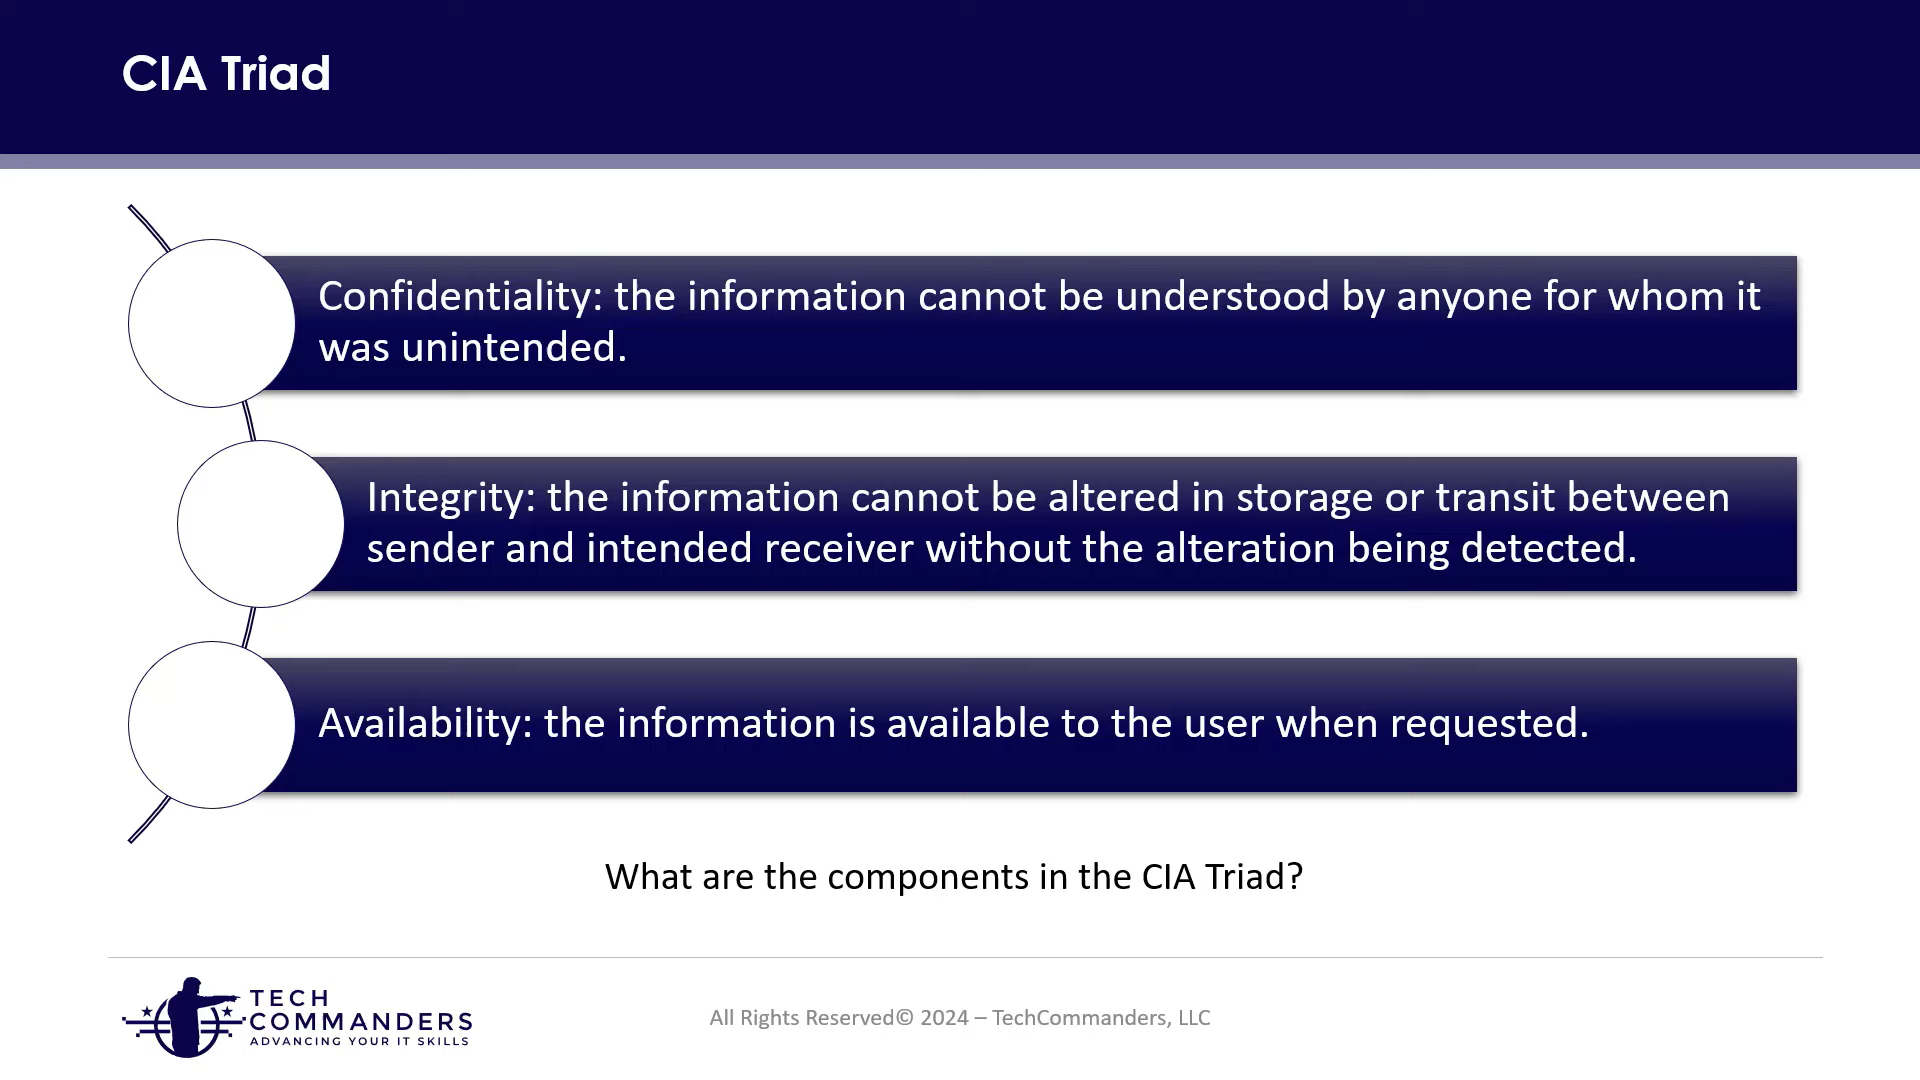 CIA Triad
Confidentiality: the information cannot be understood by anyone for whom it
was unintended.
Integrity: the information cannot be altered in storage or transit between
sender and intended receiver without the alteration being detected.
Availability: the information is available to the user when requested.
What are the components in the CIA Triad?
TECH
COMMANDERS
ADVANCING YOUR IT SKILLS
All Rights Reserved© 2024 – TechCommanders, LLC